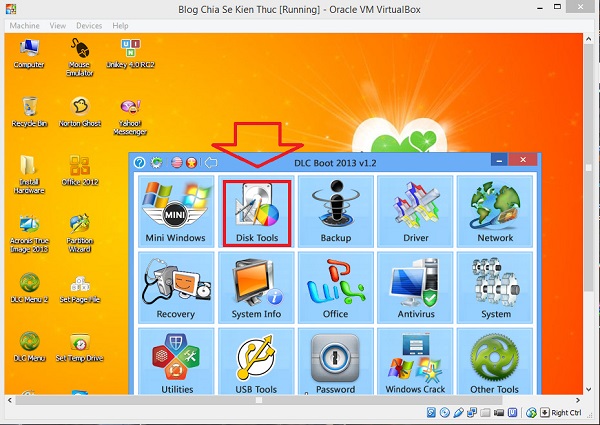 Blog Chia Se Kien Thuc [Running] - Oracle VM VirtualBox
Machine View Devices Help
Computer
Mouse Emulator
Unikey 4.0 RC2
Recycle Bin
Norton Ghost
Yahoo! Messenger
Install Hardware
Office 2012
Acronis True Image 2013
Partition Wizard
DLC Menu 2
Set Page File
DLC Menu
Set Temp Drive
DLC Boot 2013 v1.2
MINI
Mini Windows
Disk Tools
Backup
Driver
Network
Recovery
System Info
Office
Antivirus
System
Utilities
USB Tools
Password
Windows Crack
Other Tools
Right Ctrl